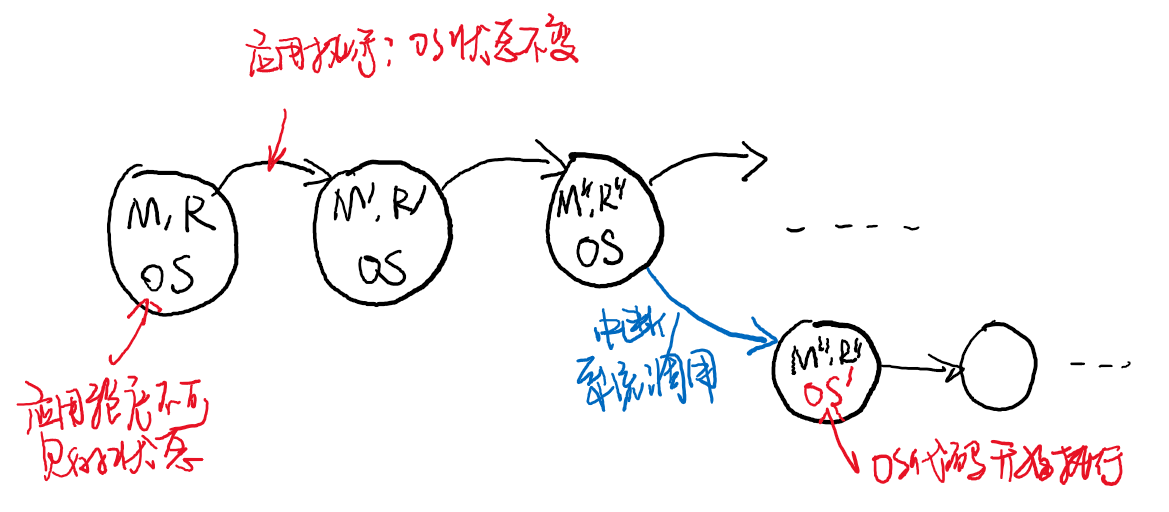 应用执行：OS状态不变
M, R
OS
M', R'
OS
M'', R''
OS
中断/
系统调用
M'', R''
OS'
应用程序不可
见的状态
OS代码开始执行